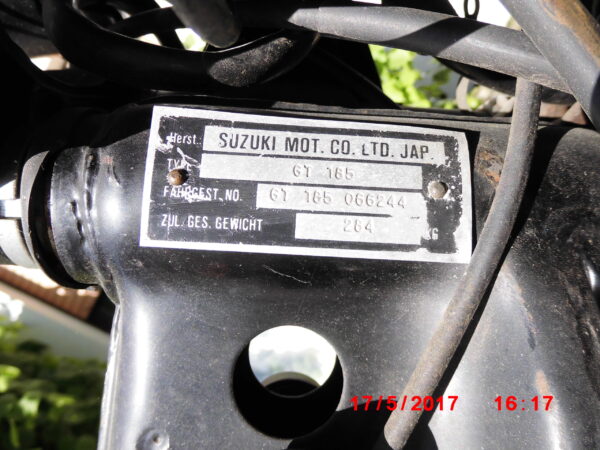 Herst.: SUZUKI MOT. CO. LTD. JAP.
TYP GT 185
FAHRGEST. NO. GT 185 066244
ZUL. GES. GEWICHT 264 KG
17/5/2017 16:17